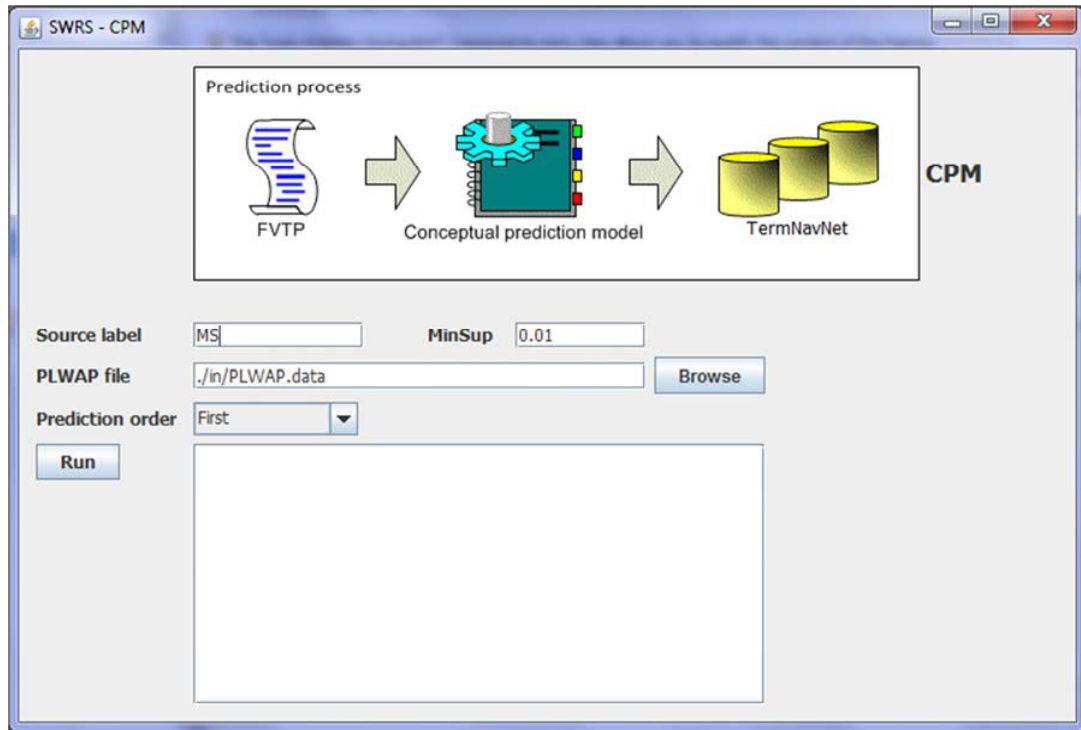 SWRS - CPM
Prediction process
FVTP
Conceptual prediction model
TermNavNet
CPM
Source label MS MinSup 0.01
PLWAP file ./in/PLWAP.data Browse
Prediction order First
Run